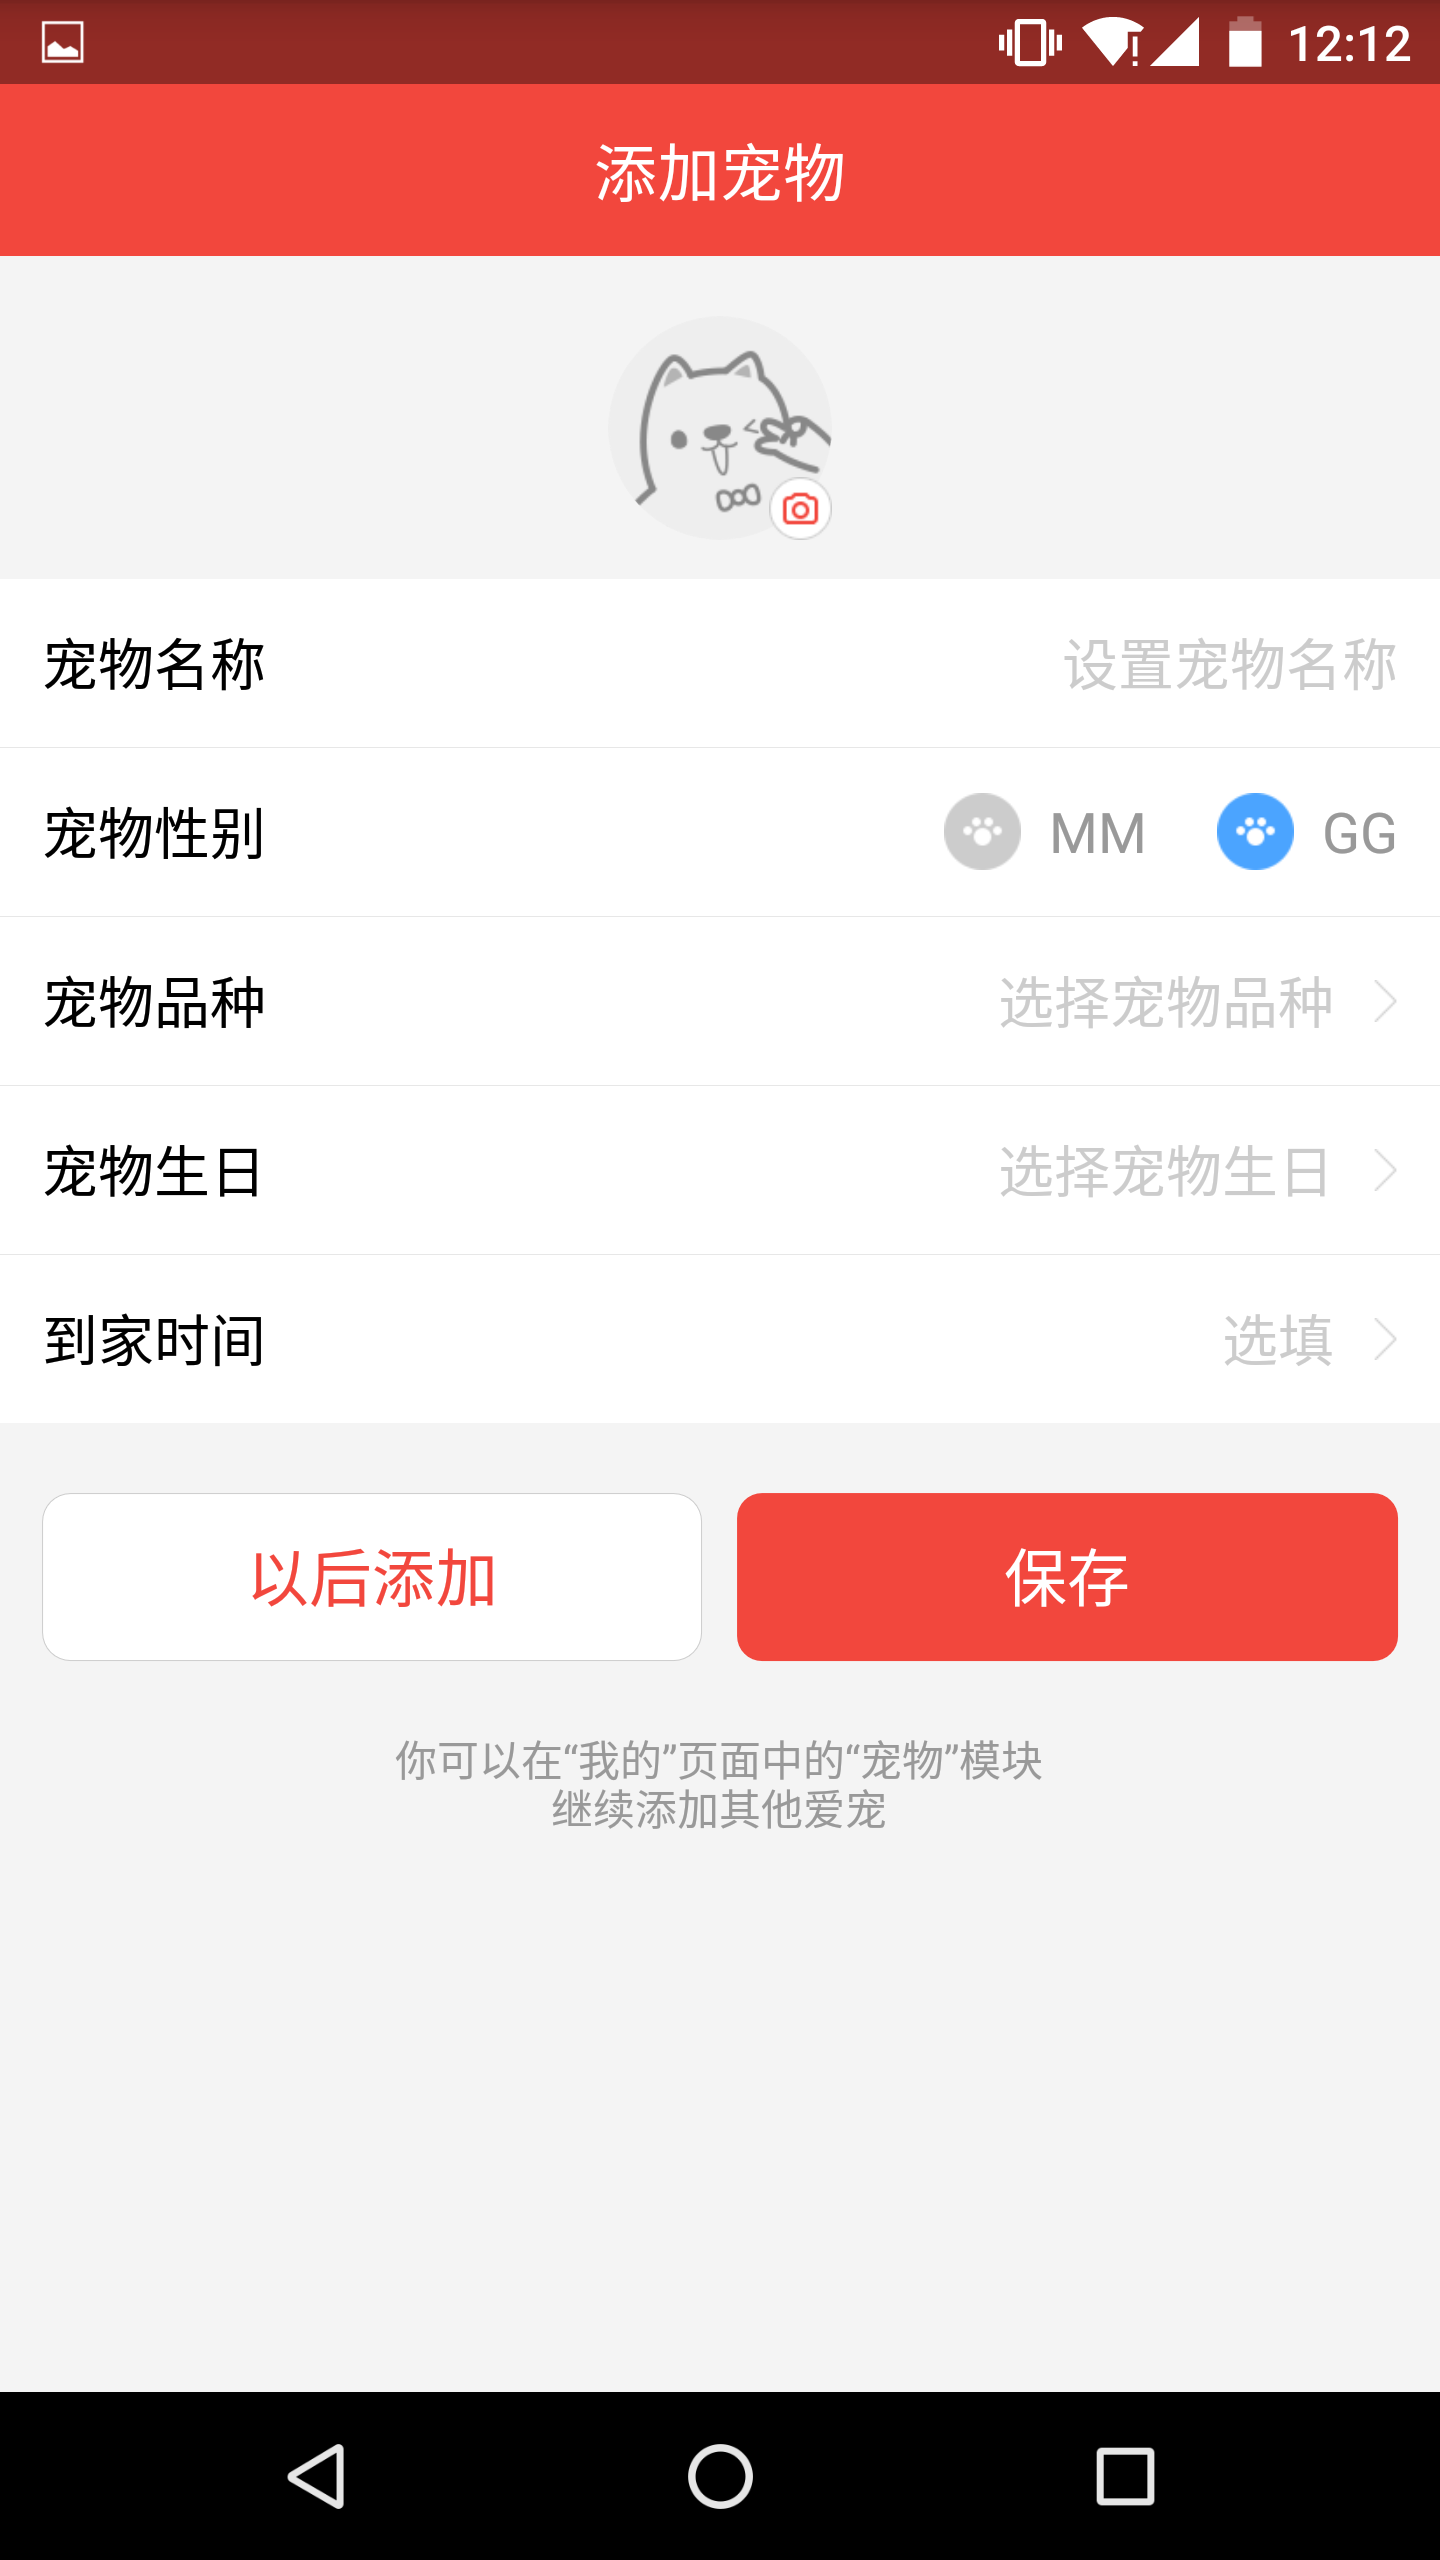 12:12
添加宠物
宠物名称 设置宠物名称
宠物性别 MM GG
宠物品种 选择宠物品种
宠物生日 选择宠物生日
到家时间 选填
以后添加 保存
你可以在“我的”页面中的“宠物”模块
继续添加其他爱宠